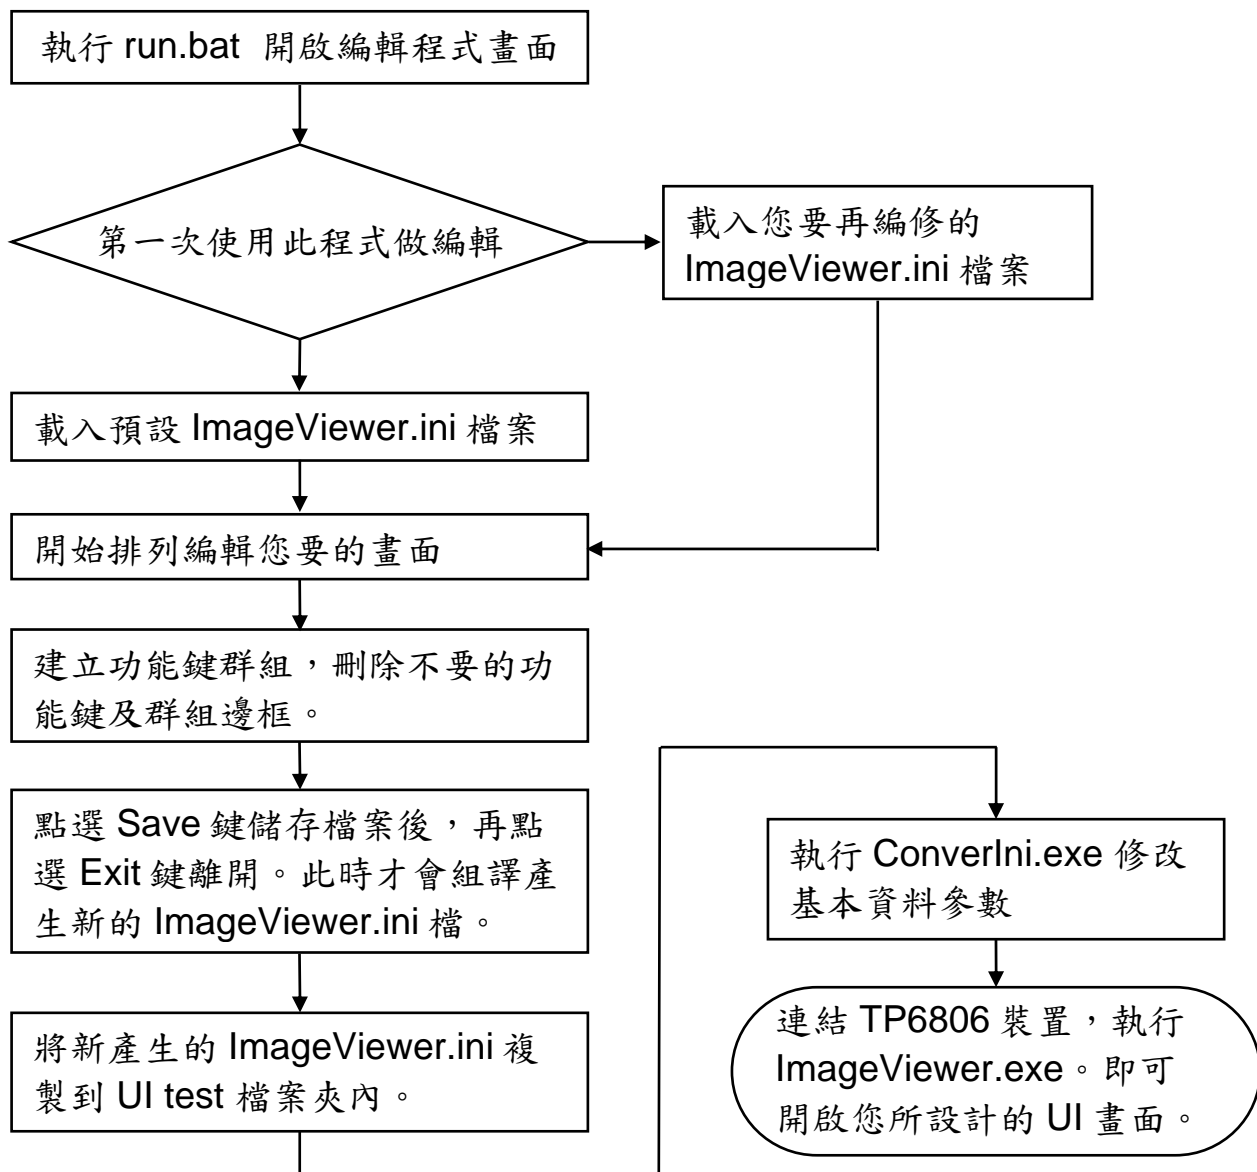 執行 run.bat 開啟編輯程式畫面
第一次使用此程式做編輯
載入您要再編修的
ImageViewer.ini 檔案
載入預設 ImageViewer.ini 檔案
開始排列編輯您要的畫面
建立功能鍵群組，刪除不要的功
能鍵及群組邊框。
點選 Save 鍵儲存檔案後，再點
選 Exit 鍵離開。此時才會組譯產
生新的 ImageViewer.ini 檔。
將新產生的 ImageViewer.ini 複
製到 UI test 檔案夾內。
執行 ConverIni.exe 修改
基本資料參數
連結 TP6806 裝置，執行
ImageViewer.exe。即可
開啟您所設計的 UI 畫面。